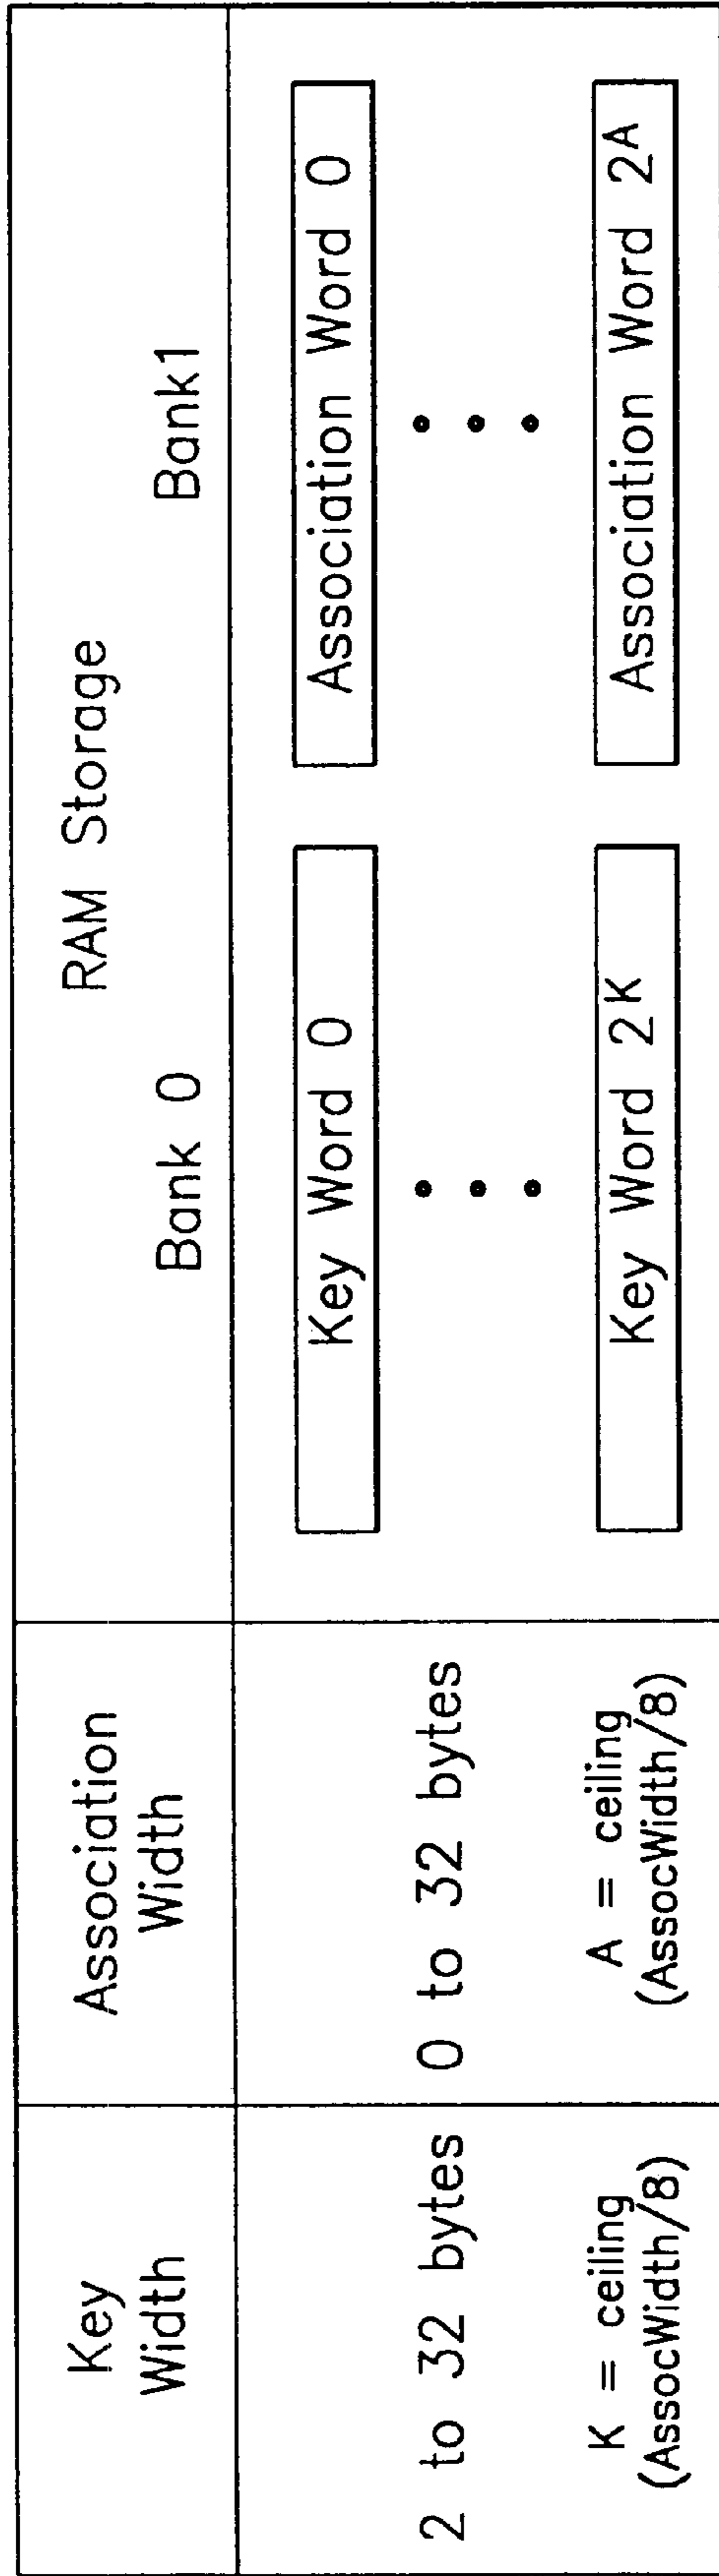 Key
Width
Association
Width
RAM Storage
Bank 0
Bank1
2 to 32 bytes
K = ceiling
(AssocWidth/8)
0 to 32 bytes
A = ceiling
(AssocWidth/8)
Key Word 0
Key Word 2K
Association Word 0
Association Word 2A